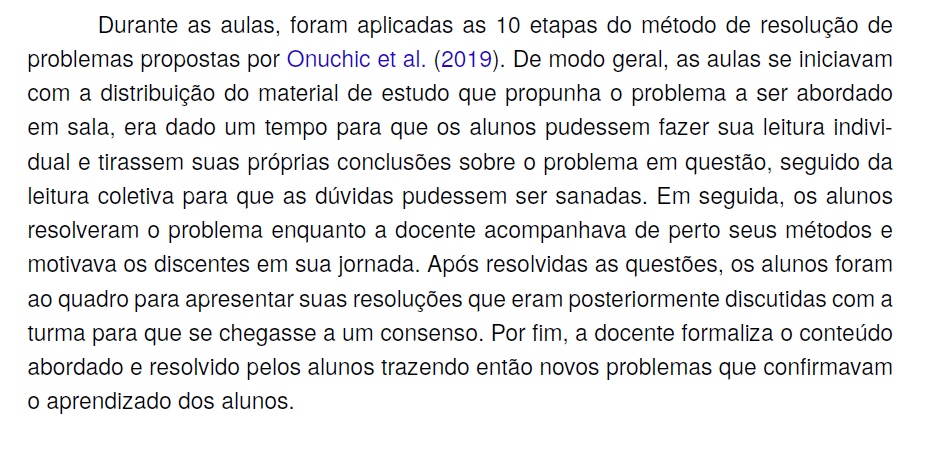 Durante as aulas, foram aplicadas as 10 etapas do método de resolução de
problemas propostas por Onuchic et al. (2019). De modo geral, as aulas se iniciavam
com a distribuição do material de estudo que propunha o problema a ser abordado
em sala, era dado um tempo para que os alunos pudessem fazer sua leitura indivi-
dual e tirassem suas próprias conclusões sobre o problema em questão, seguido da
leitura coletiva para que as dúvidas pudessem ser sanadas. Em seguida, os alunos
resolveram o problema enquanto a docente acompanhava de perto seus métodos e
motivava os discentes em sua jornada. Após resolvidas as questões, os alunos foram
ao quadro para apresentar suas resoluções que eram posteriormente discutidas com a
turma para que se chegasse a um consenso. Por fim, a docente formaliza o conteúdo
abordado e resolvido pelos alunos trazendo então novos problemas que confirmavam
o aprendizado dos alunos.